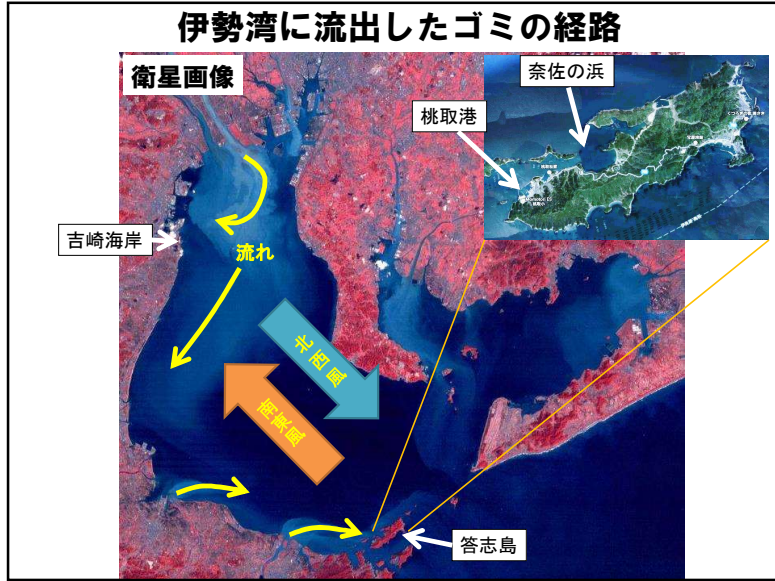 伊勢湾に流出したゴミの経路
衛星画像
奈佐の浜
桃取港
吉崎海岸
流れ
北西風
南東風
答志島